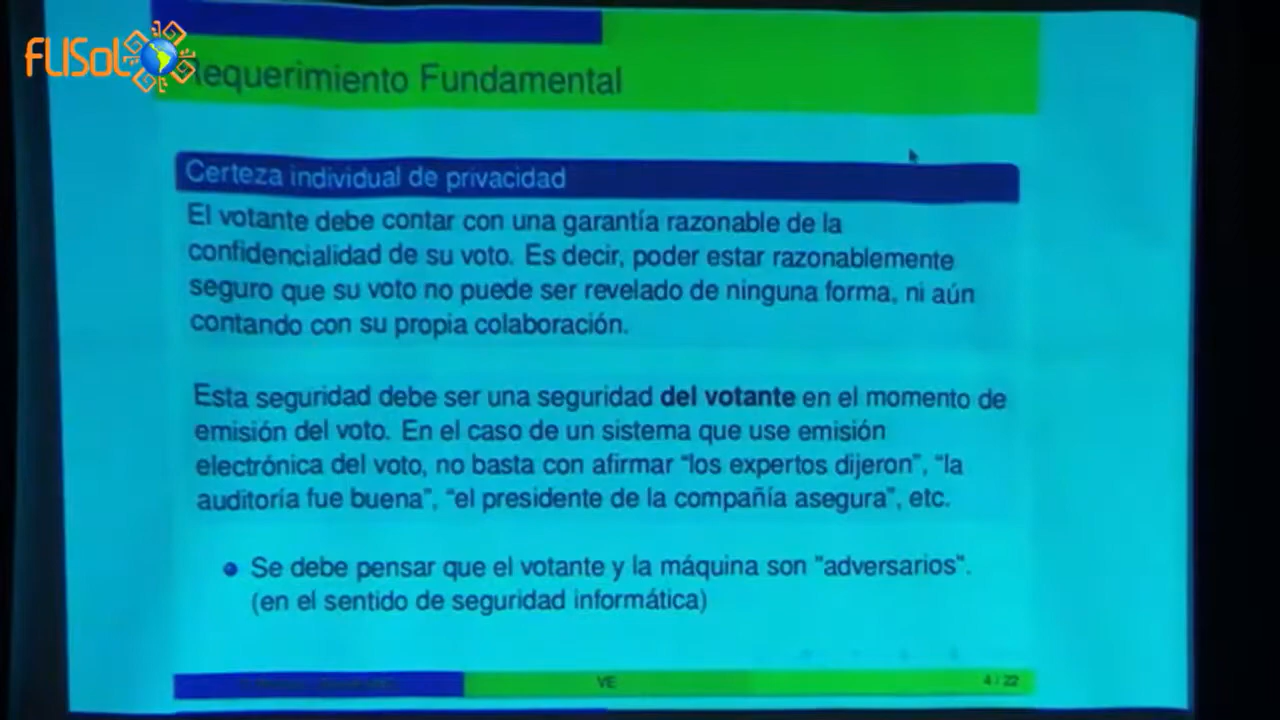 FLISoL
Requerimiento Fundamental
Certeza individual de privacidad
El votante debe contar con una garantía razonable de la
confidencialidad de su voto. Es decir, poder estar razonablemente
seguro que su voto no puede ser revelado de ninguna forma, ni aún
contando con su propia colaboración.
Esta seguridad debe ser una seguridad del votante en el momento de
emisión del voto. En el caso de un sistema que use emisión
electrónica del voto, no basta con afirmar “los expertos dijeron”, “la
auditoría fue buena”, “el presidente de la compañía asegura”, etc.
Se debe pensar que el votante y la máquina son "adversarios".
(en el sentido de seguridad informática)
VE
4 / 22